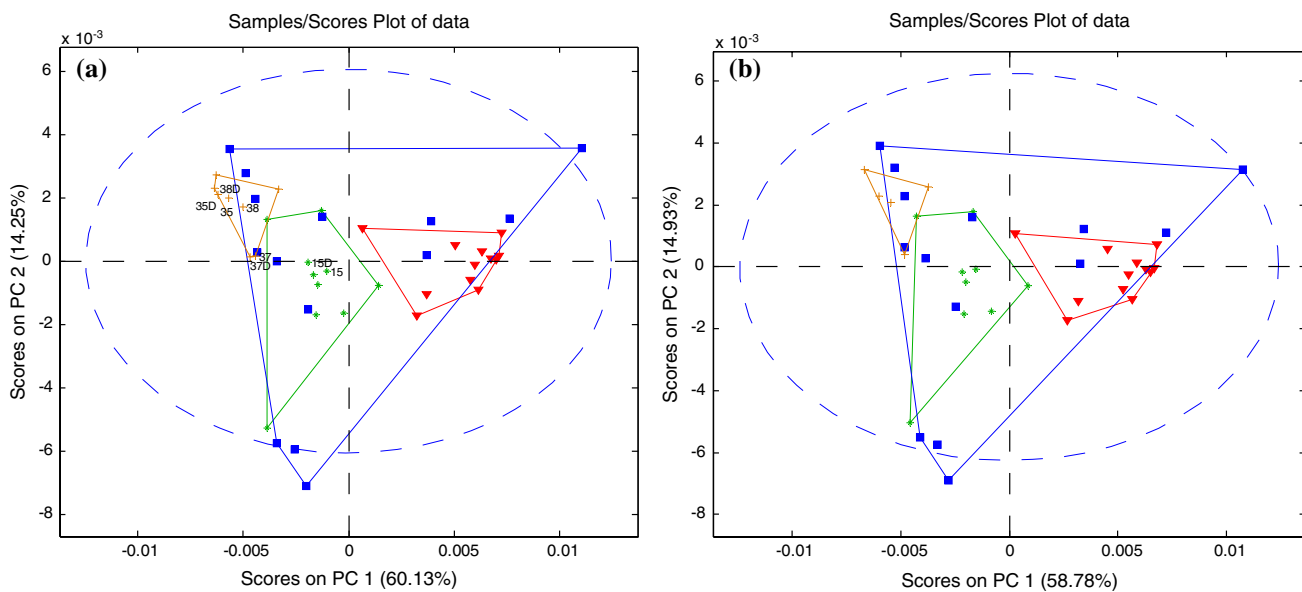 Samples/Scores Plot of data
x 10⁻³
(a)
6
4
2
0
-2
-4
-6
-8
Scores on PC 2 (14.25%)
38D
35D
35
38
37
37D
15D
15
-0.01
-0.005
0
0.005
0.01
Scores on PC 1 (60.13%)
Samples/Scores Plot of data
x 10⁻³
(b)
6
4
2
0
-2
-4
-6
-8
Scores on PC 2 (14.93%)
-0.01
-0.005
0
0.005
0.01
Scores on PC 1 (58.78%)